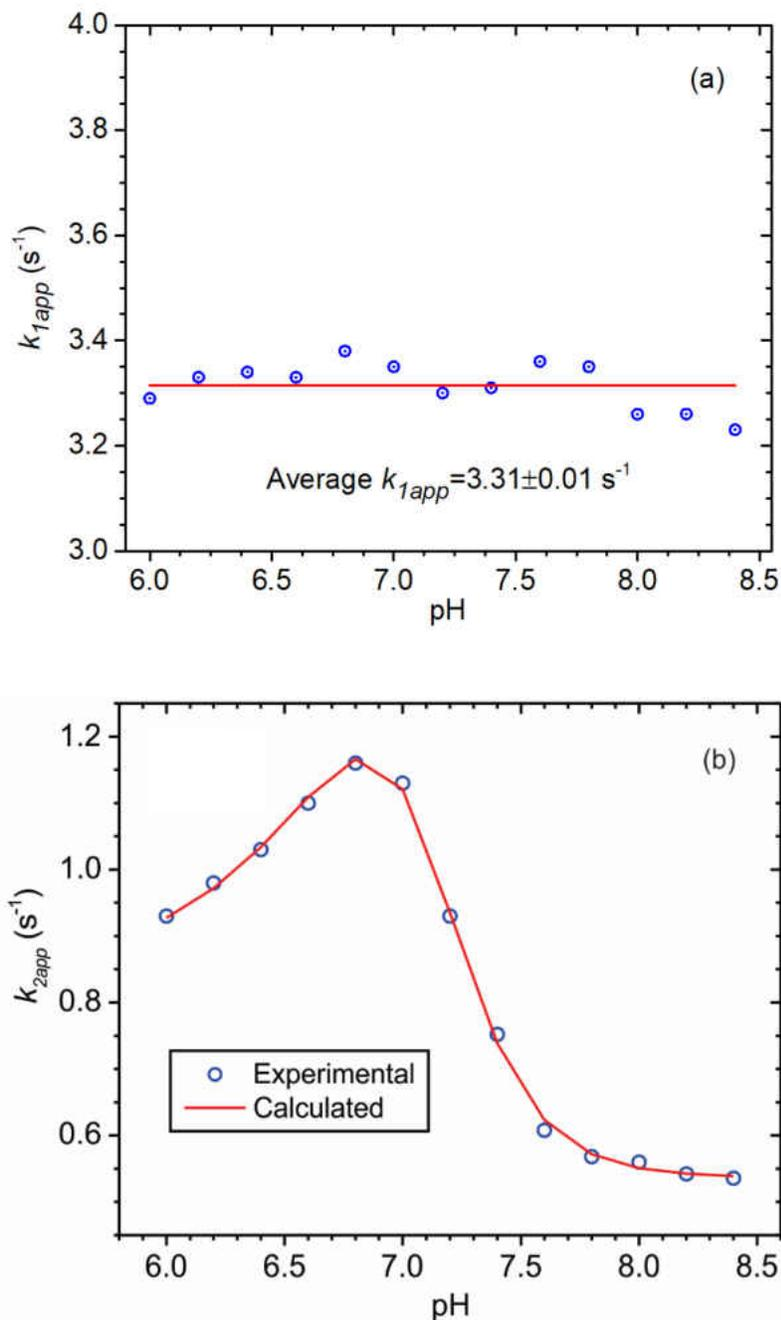 4.0
(a)
3.8
3.6
k1app (s-1)
3.4
3.2
Average k1app=3.31±0.01 s-1
3.0
6.0 6.5 7.0 7.5 8.0 8.5
pH
1.2
(b)
1.0
k2app (s-1)
0.8
Experimental
Calculated
0.6
6.0 6.5 7.0 7.5 8.0 8.5
pH